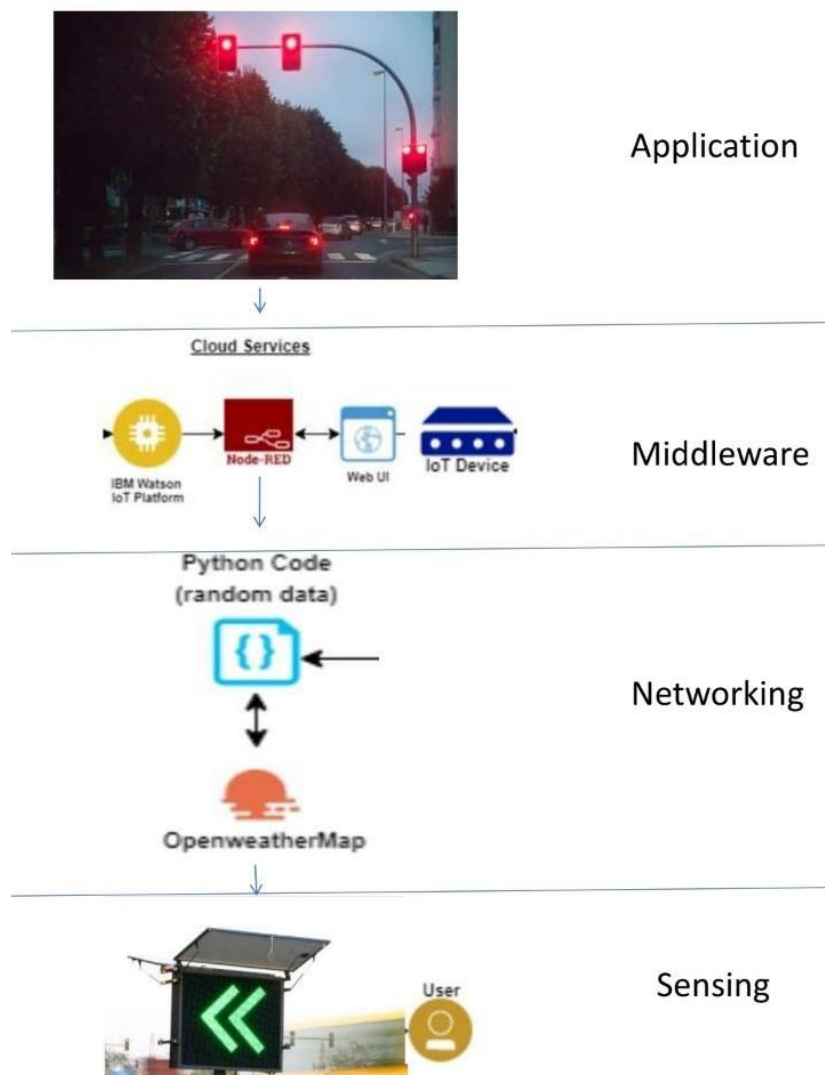 Application
Cloud Services
IBM Watson
IoT Platform
Node-RED
Web UI
IoT Device
Middleware
Python Code
(random data)
{}
Networking
OpenweatherMap
User
Sensing